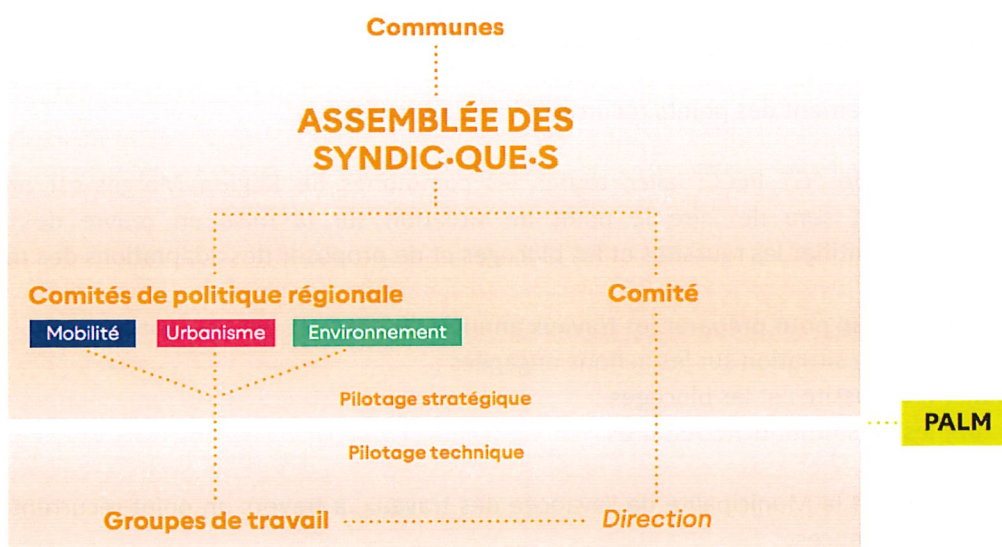 Communes
ASSEMBLÉE DES
SYNDIC·QUE·S
Comités de politique régionale
Comité
Mobilité
Urbanisme
Environnement
Pilotage stratégique
PALM
Pilotage technique
Groupes de travail
Direction